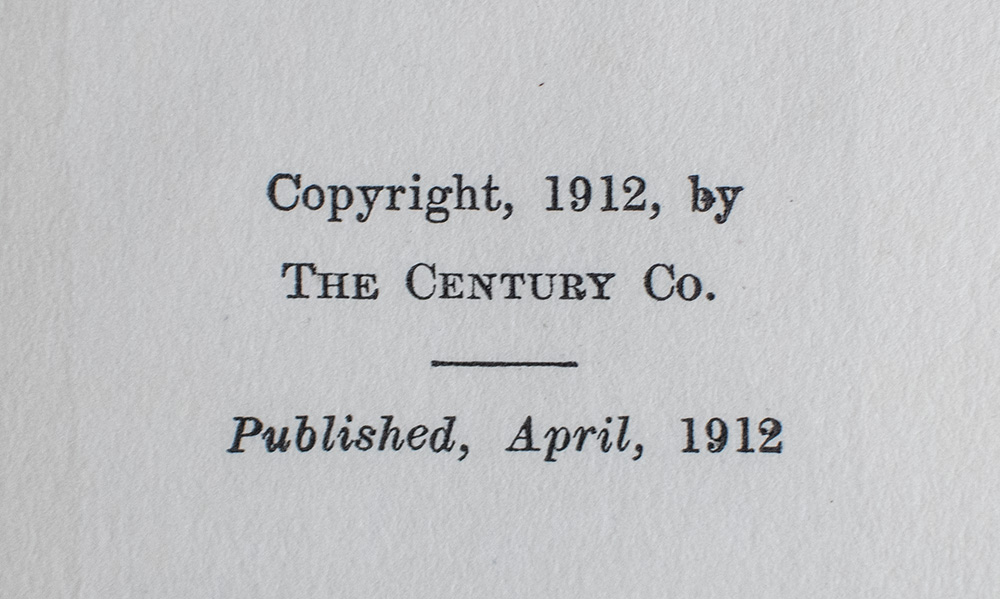 Copyright, 1912, by
THE CENTURY CO.
Published, April, 1912